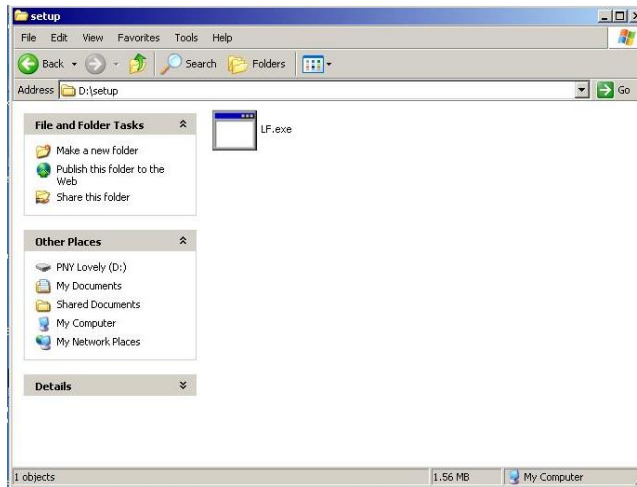 setup
File Edit View Favorites Tools Help
Back Search Folders
Address D:\setup Go
File and Folder Tasks
Make a new folder
Publish this folder to the
Web
Share this folder
LF.exe
Other Places
PNY Lovely (D:)
My Documents
Shared Documents
My Computer
My Network Places
Details
1 objects 1.56 MB My Computer